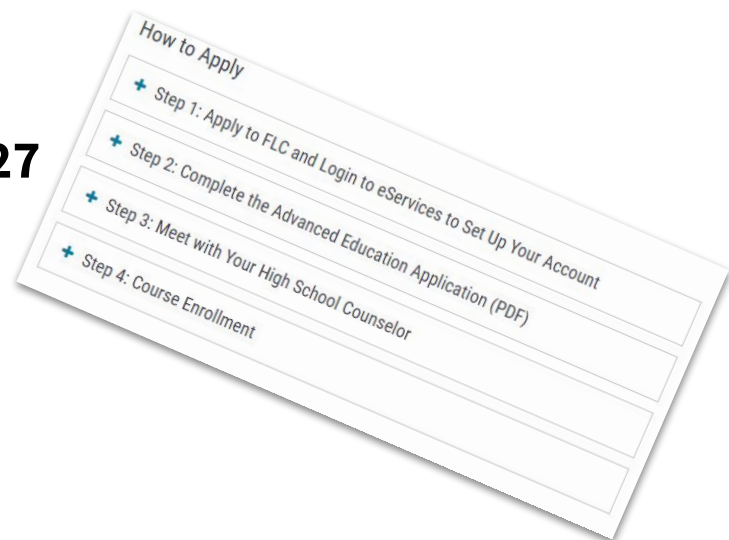 27
How to Apply
+ Step 1: Apply to FLC and Login to eServices to Set Up Your Account
+ Step 2: Complete the Advanced Education Application (PDF)
+ Step 3: Meet with Your High School Counselor
+ Step 4: Course Enrollment